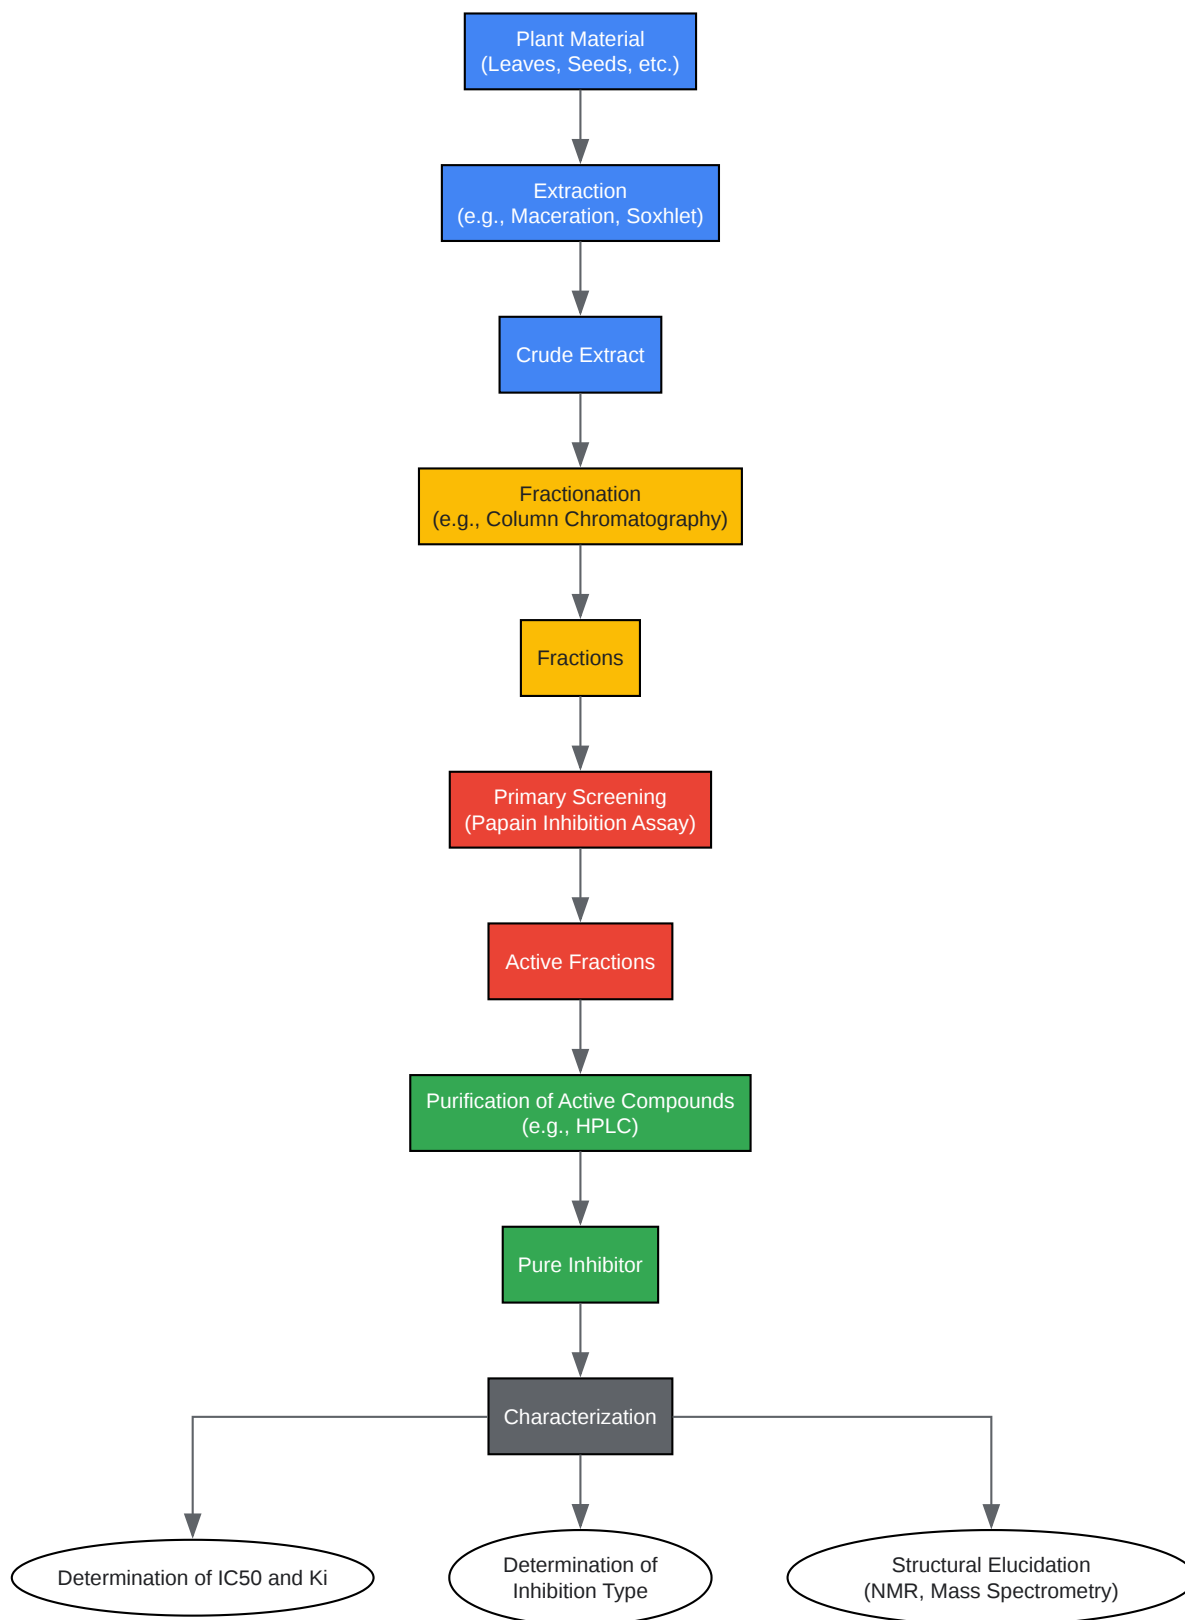 Plant Material
(Leaves, Seeds, etc.)
Extraction
(e.g., Maceration, Soxhlet)
Crude Extract
Fractionation
(e.g., Column Chromatography)
Fractions
Primary Screening
(Papain Inhibition Assay)
Active Fractions
Purification of Active Compounds
(e.g., HPLC)
Pure Inhibitor
Characterization
Determination of IC50 and Ki
Determination of
Inhibition Type
Structural Elucidation
(NMR, Mass Spectrometry)